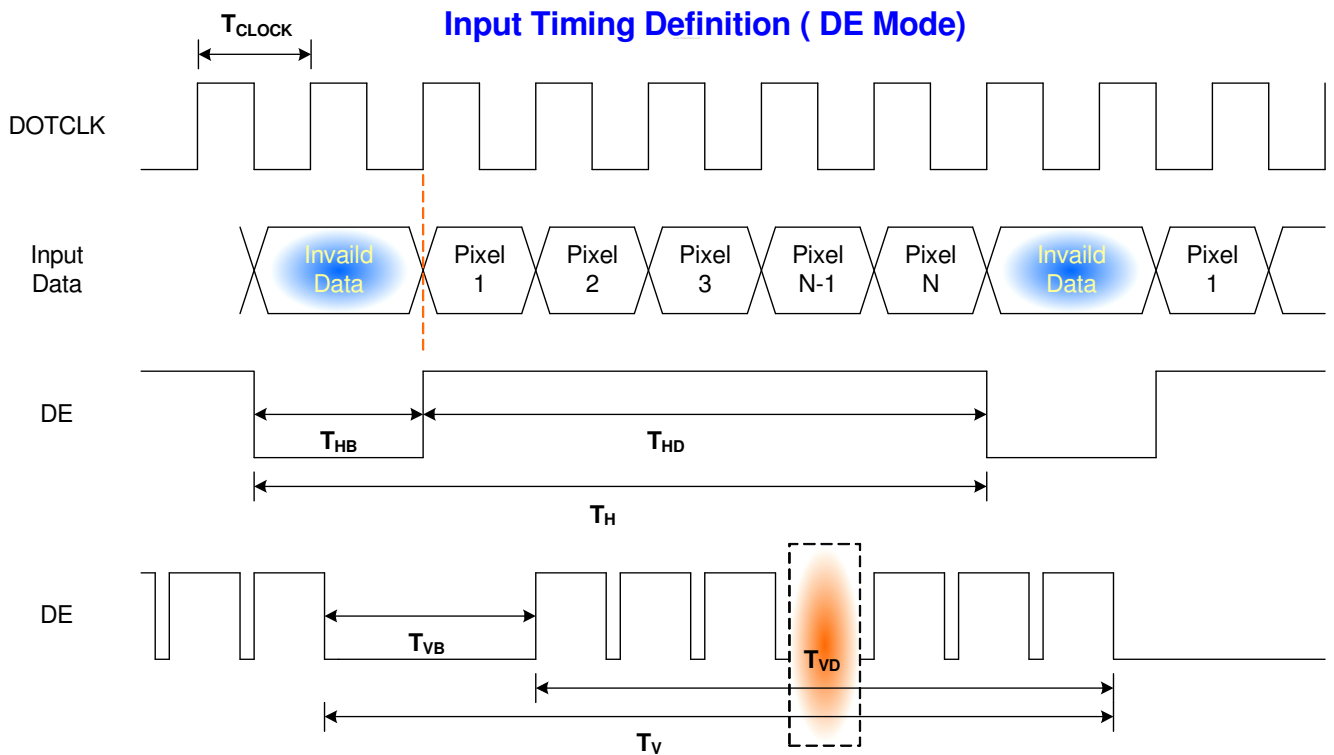 Input Timing Definition ( DE Mode)
TCLOCK
DOTCLK
Input
Data
Invaild
Data
Pixel
1
Pixel
2
Pixel
3
Pixel
N-1
Pixel
N
Invaild
Data
Pixel
1
DE
THB
THD
TH
DE
TVB
TVD
TV